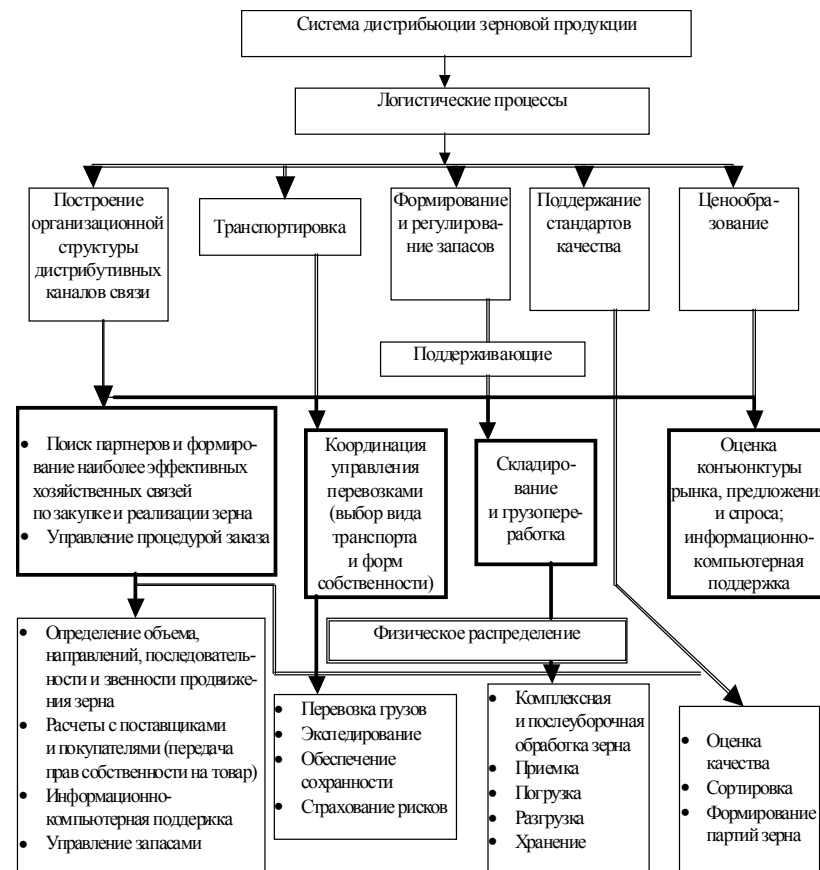 Система дистрибьюции зерновой продукции
Логистические процессы
Построение
организационной
структуры
дистрибутивных
каналов связи
Транспортировка
Формирование
и регулирова-
ние запасов
Поддержание
стандартов
качества
Ценообра-
зование
Поддерживающие
• Поиск партнеров и формиро-
вание наиболее эффективных
хозяйственных связей
по закупке и реализации зерна
• Управление процедурой заказа
Координация
управления
перевозками
(выбор вида
транспорта
и форм
собственности)
Складиро-
вание
и грузопере-
работка
Оценка
конъюнктуры
рынка, предложения
и спроса;
информационно-
компьютерная
поддержка
Физическое распределение
• Определение объема,
направлений, последователь-
ности и звенности продвиже-
ния зерна
• Расчеты с поставщиками
и покупателями (передача
прав собственности на товар)
• Информационно-
компьютерная поддержка
• Управление запасами
• Перевозка грузов
• Экспедирование
• Обеспечение
сохранности
• Страхование рисков
• Комплексная
и послеуборочная
обработка зерна
• Приемка
• Погрузка
• Разгрузка
• Хранение
• Оценка
качества
• Сортировка
• Формирование
партий зерна